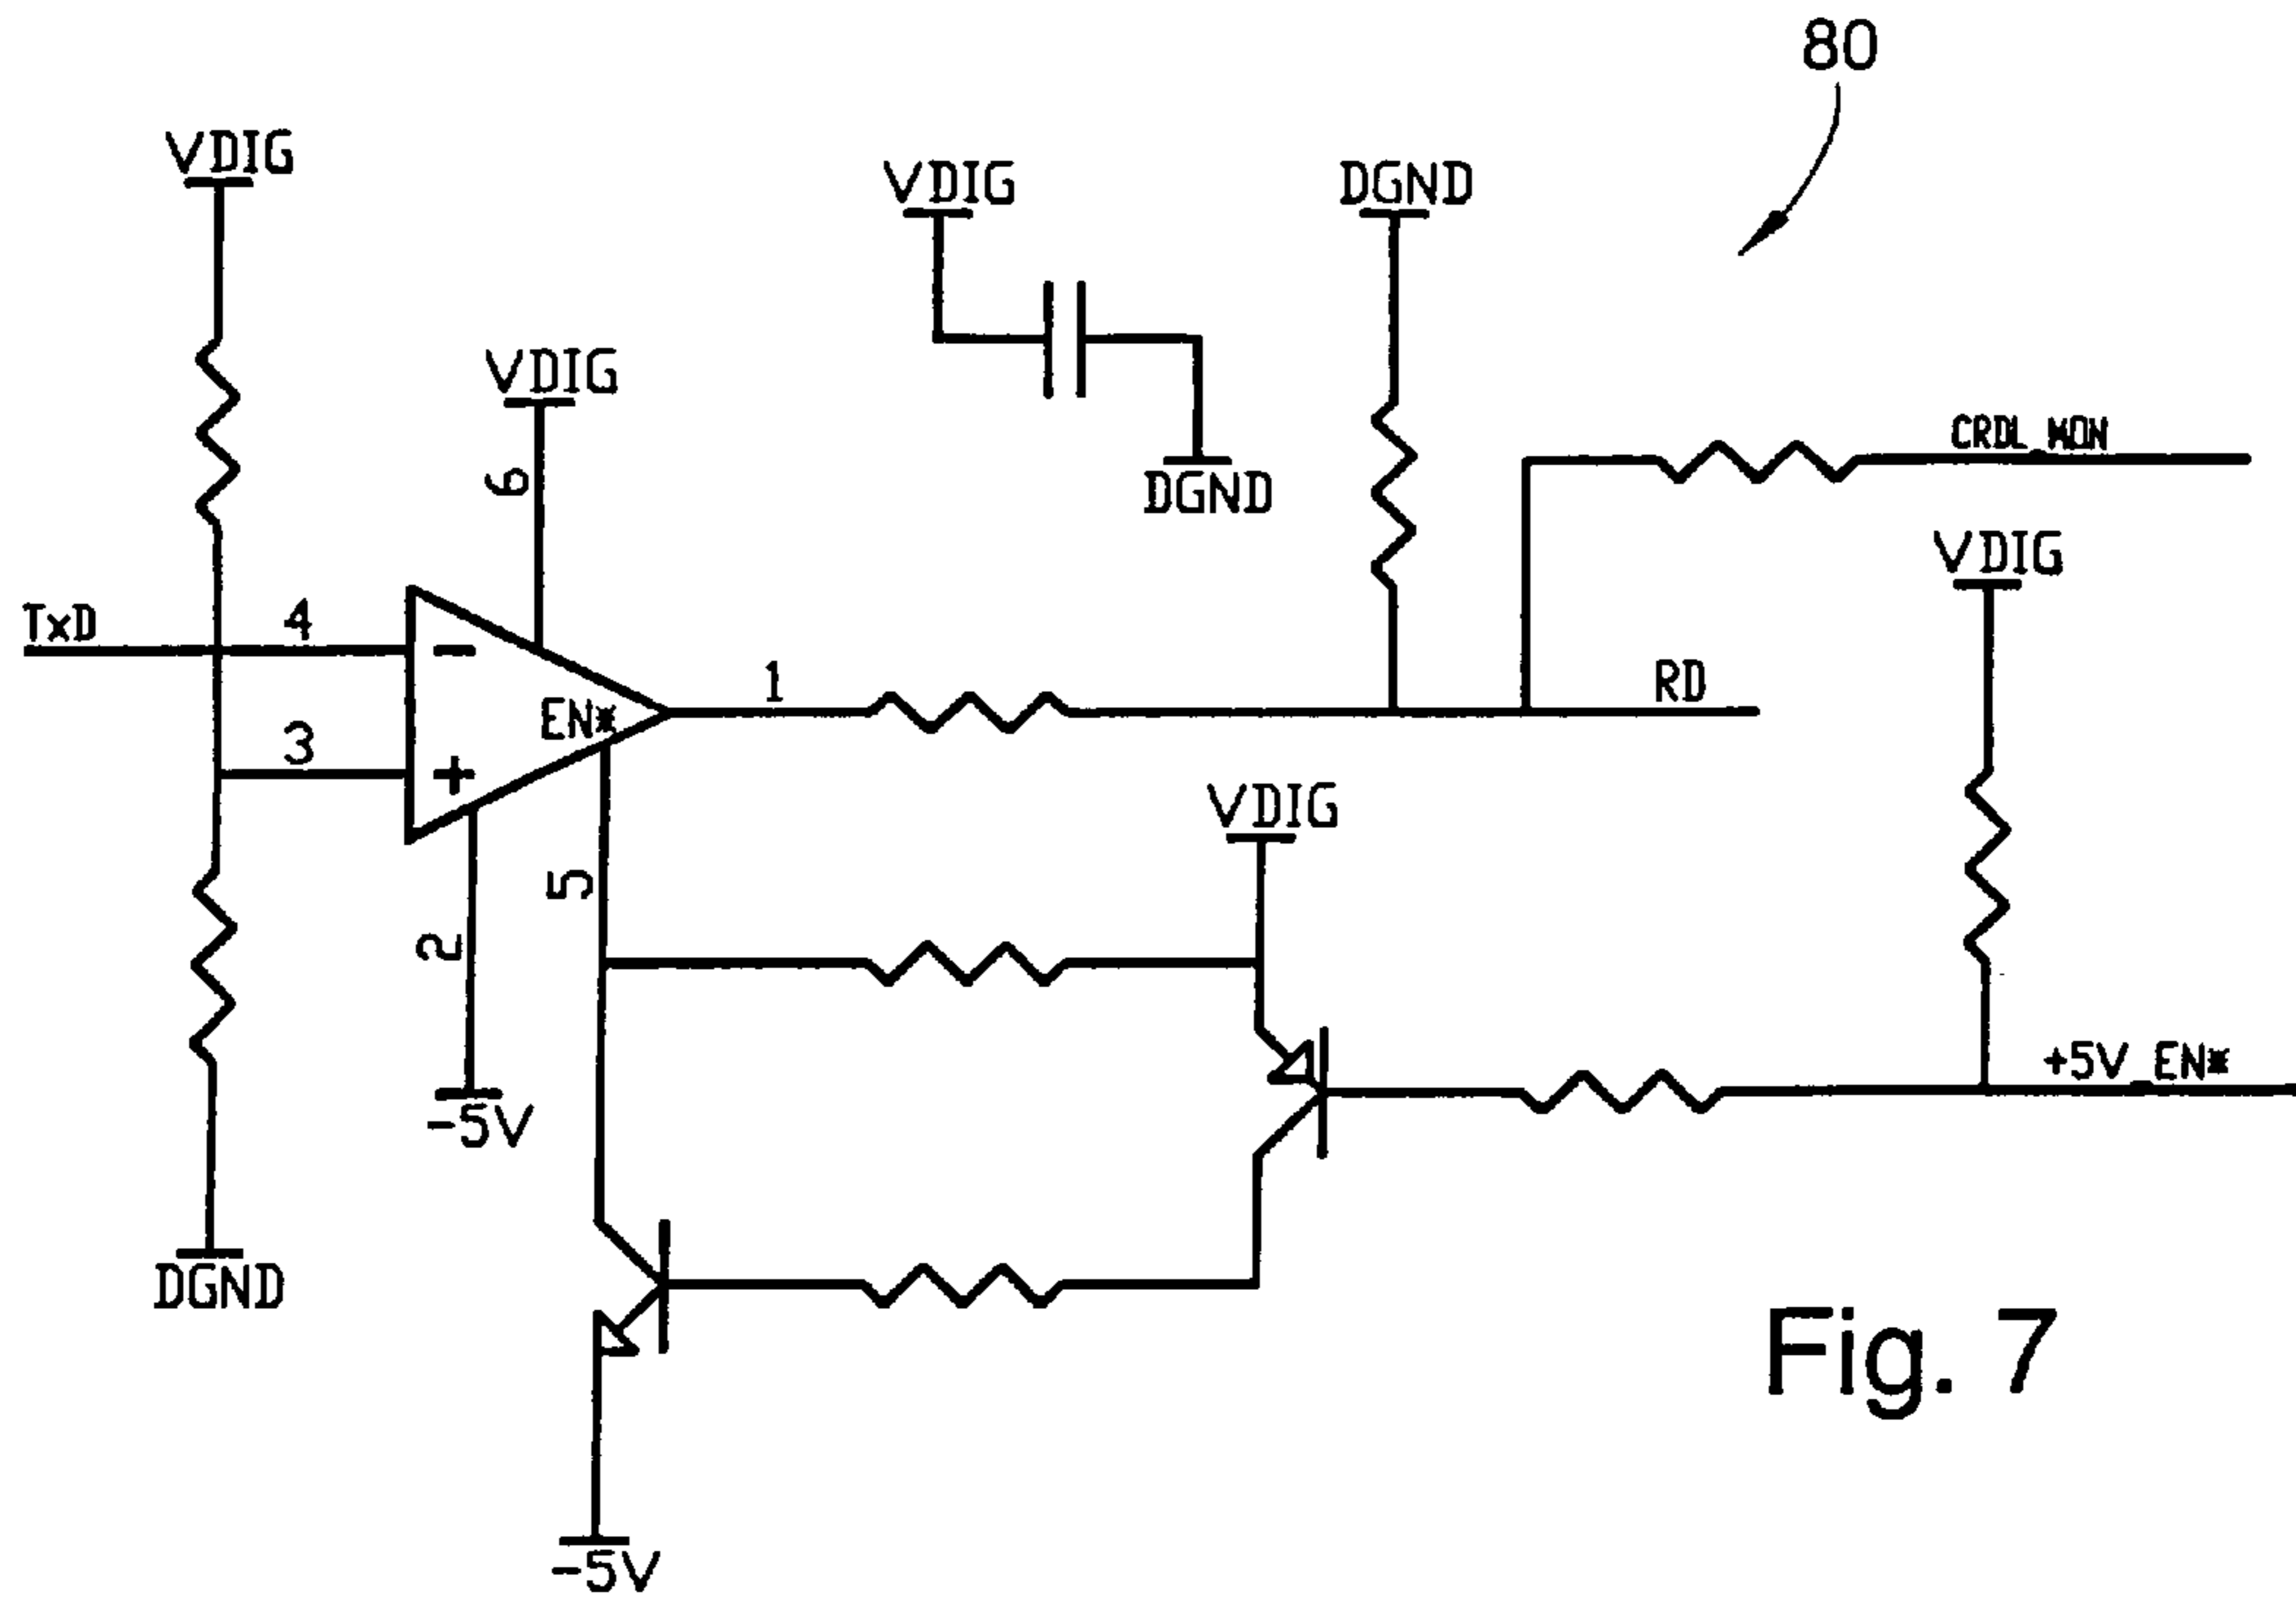 80
VDIG
VDIG
DGND
VDIG
6
DGND
CRDL_MON
VDIG
TxD
4
-
EN*
1
RD
3
+
VDIG
5
2
+5V_EN*
-5V
DGND
Fig. 7
-5V